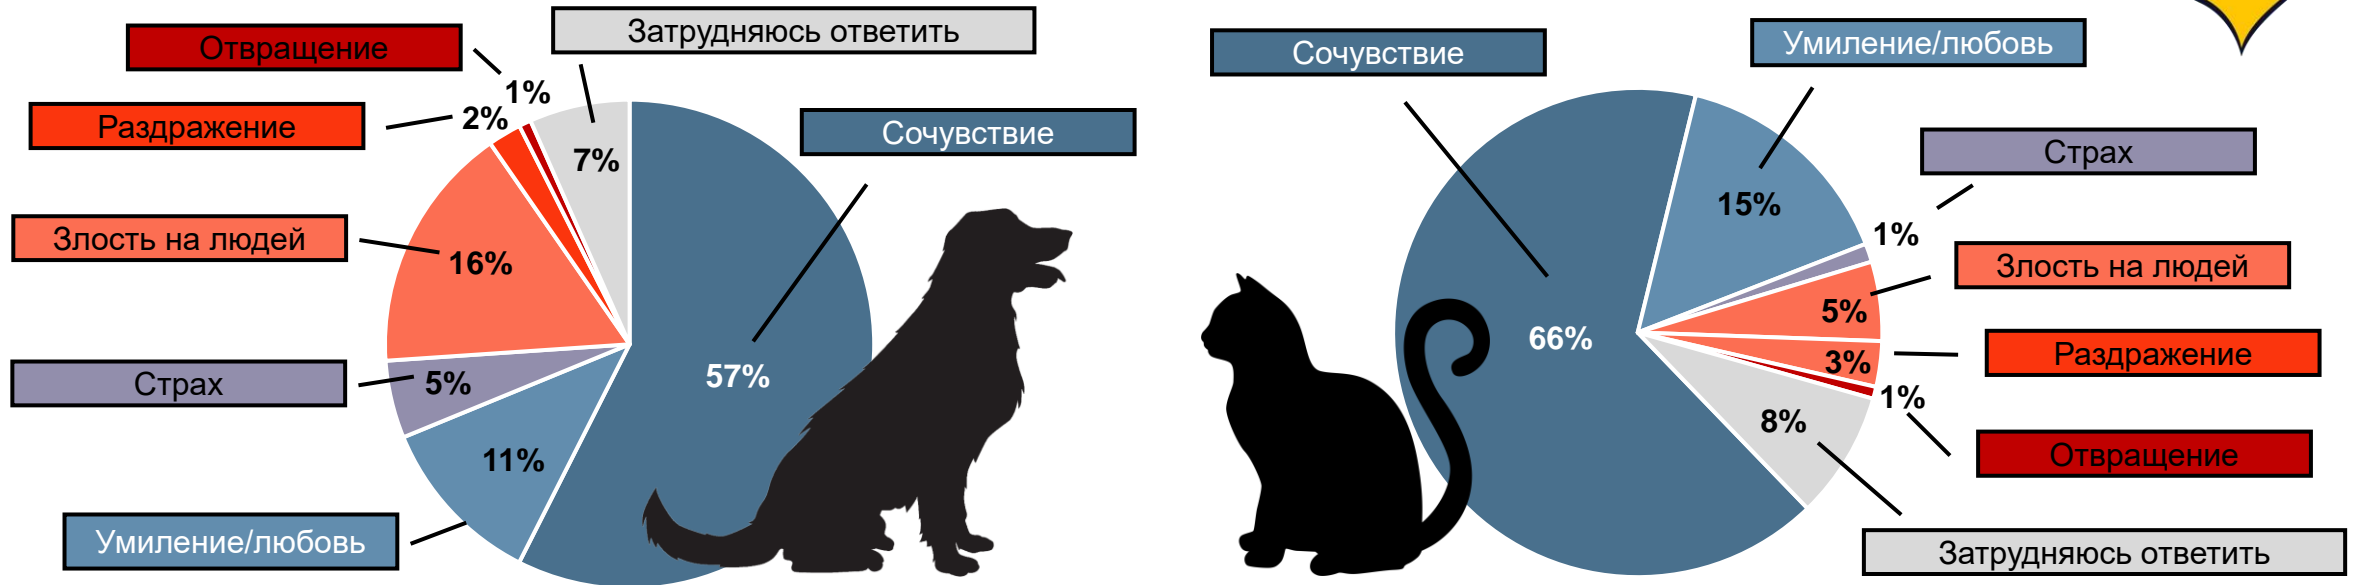 Отвращение
Затрудняюсь ответить
1%
2%
Раздражение
7%
Сочувствие
Злость на людей
16%
Страх
5%
57%
11%
Умиление/любовь
Сочувствие
Умиление/любовь
15%
Страх
1%
Злость на людей
5%
66%
3%
Раздражение
1%
8%
Отвращение
Затрудняюсь ответить